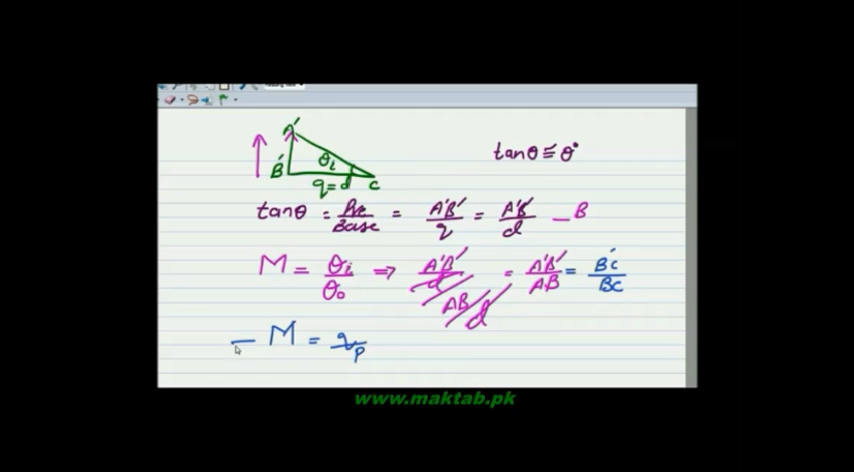 A′
θi
B′
q=d C
tanθ ≅ θ°
tanθ = Per/Base = A′B′/q = A′B′/d — B
M = θi/θo ⇒ A′B′/d / AB/d = A′B′/AB = B′C/BC
— M = q/p
www.maktab.pk